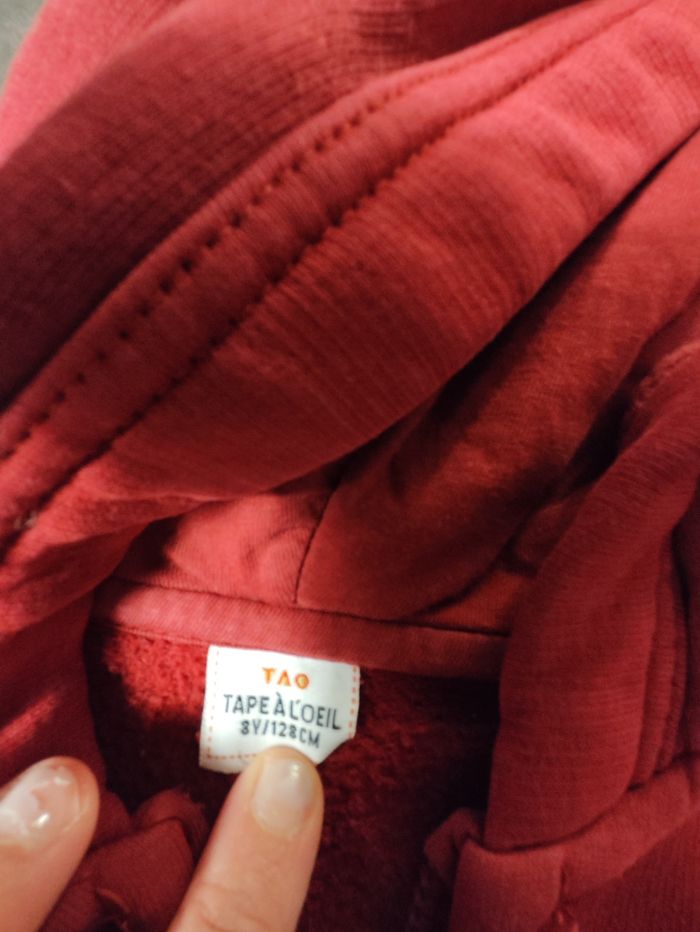 TAO
TAPE À L'OEIL
8Y/128CM